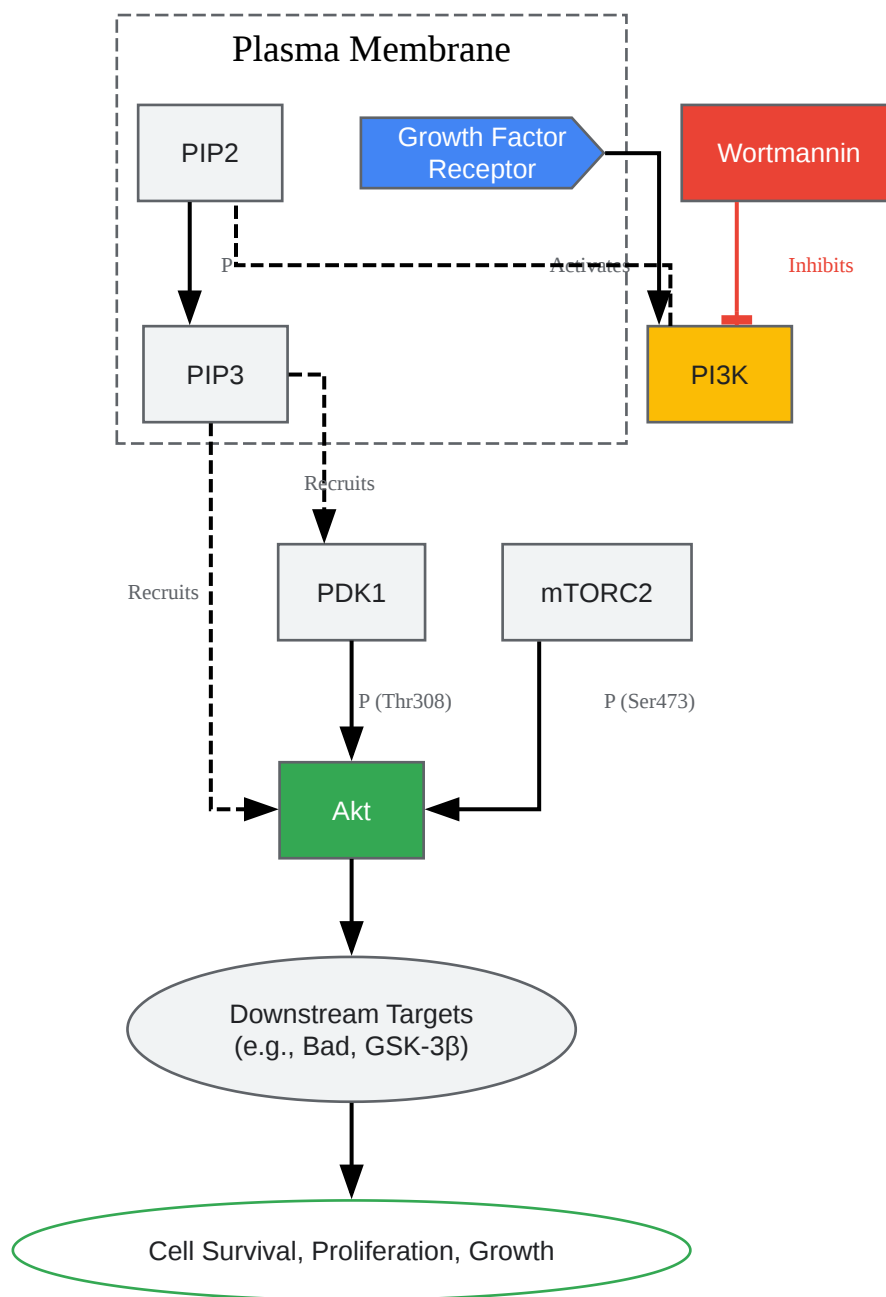 Plasma Membrane
PIP2
Growth Factor
Receptor
Wortmannin
P
Activates
Inhibits
PIP3
PI3K
Recruits
PDK1
mTORC2
Recruits
P (Thr308)
P (Ser473)
Akt
Downstream Targets
(e.g., Bad, GSK-3β)
Cell Survival, Proliferation, Growth